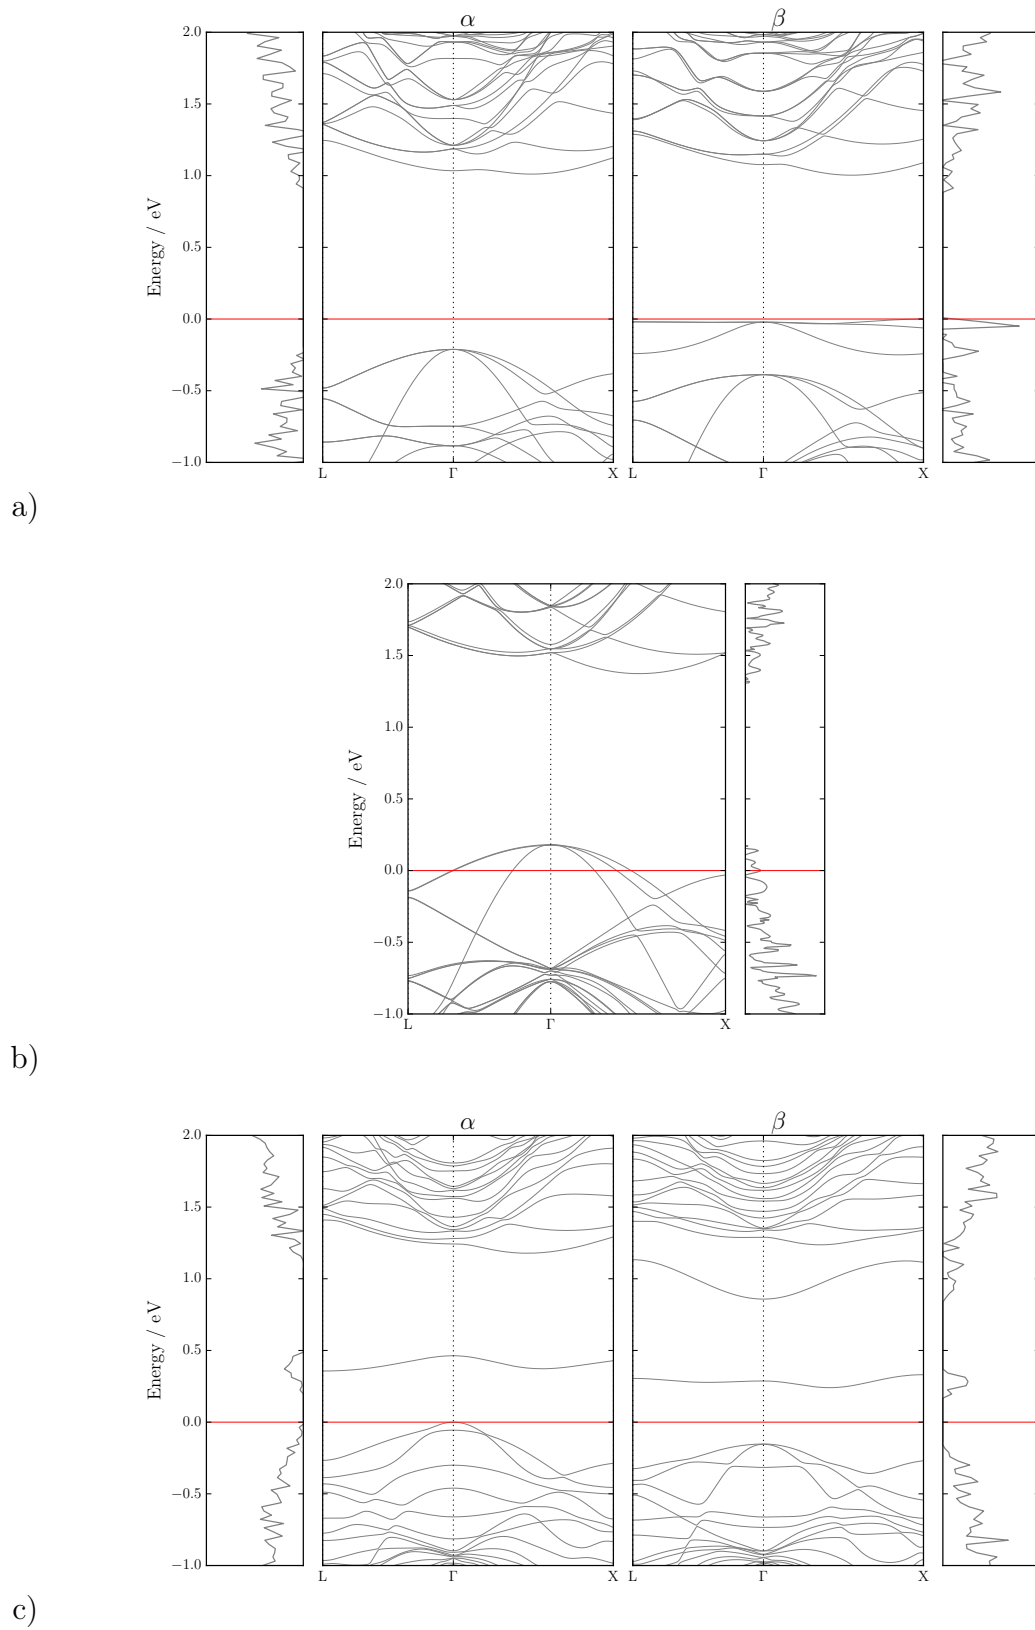 α β
2.0
1.5
1.0
0.5
0.0
−0.5
−1.0
Energy / eV
L Γ X L Γ X
a)
2.0
1.5
1.0
0.5
0.0
−0.5
−1.0
Energy / eV
L Γ X
b)
α β
2.0
1.5
1.0
0.5
0.0
−0.5
−1.0
Energy / eV
L Γ X L Γ X
c)